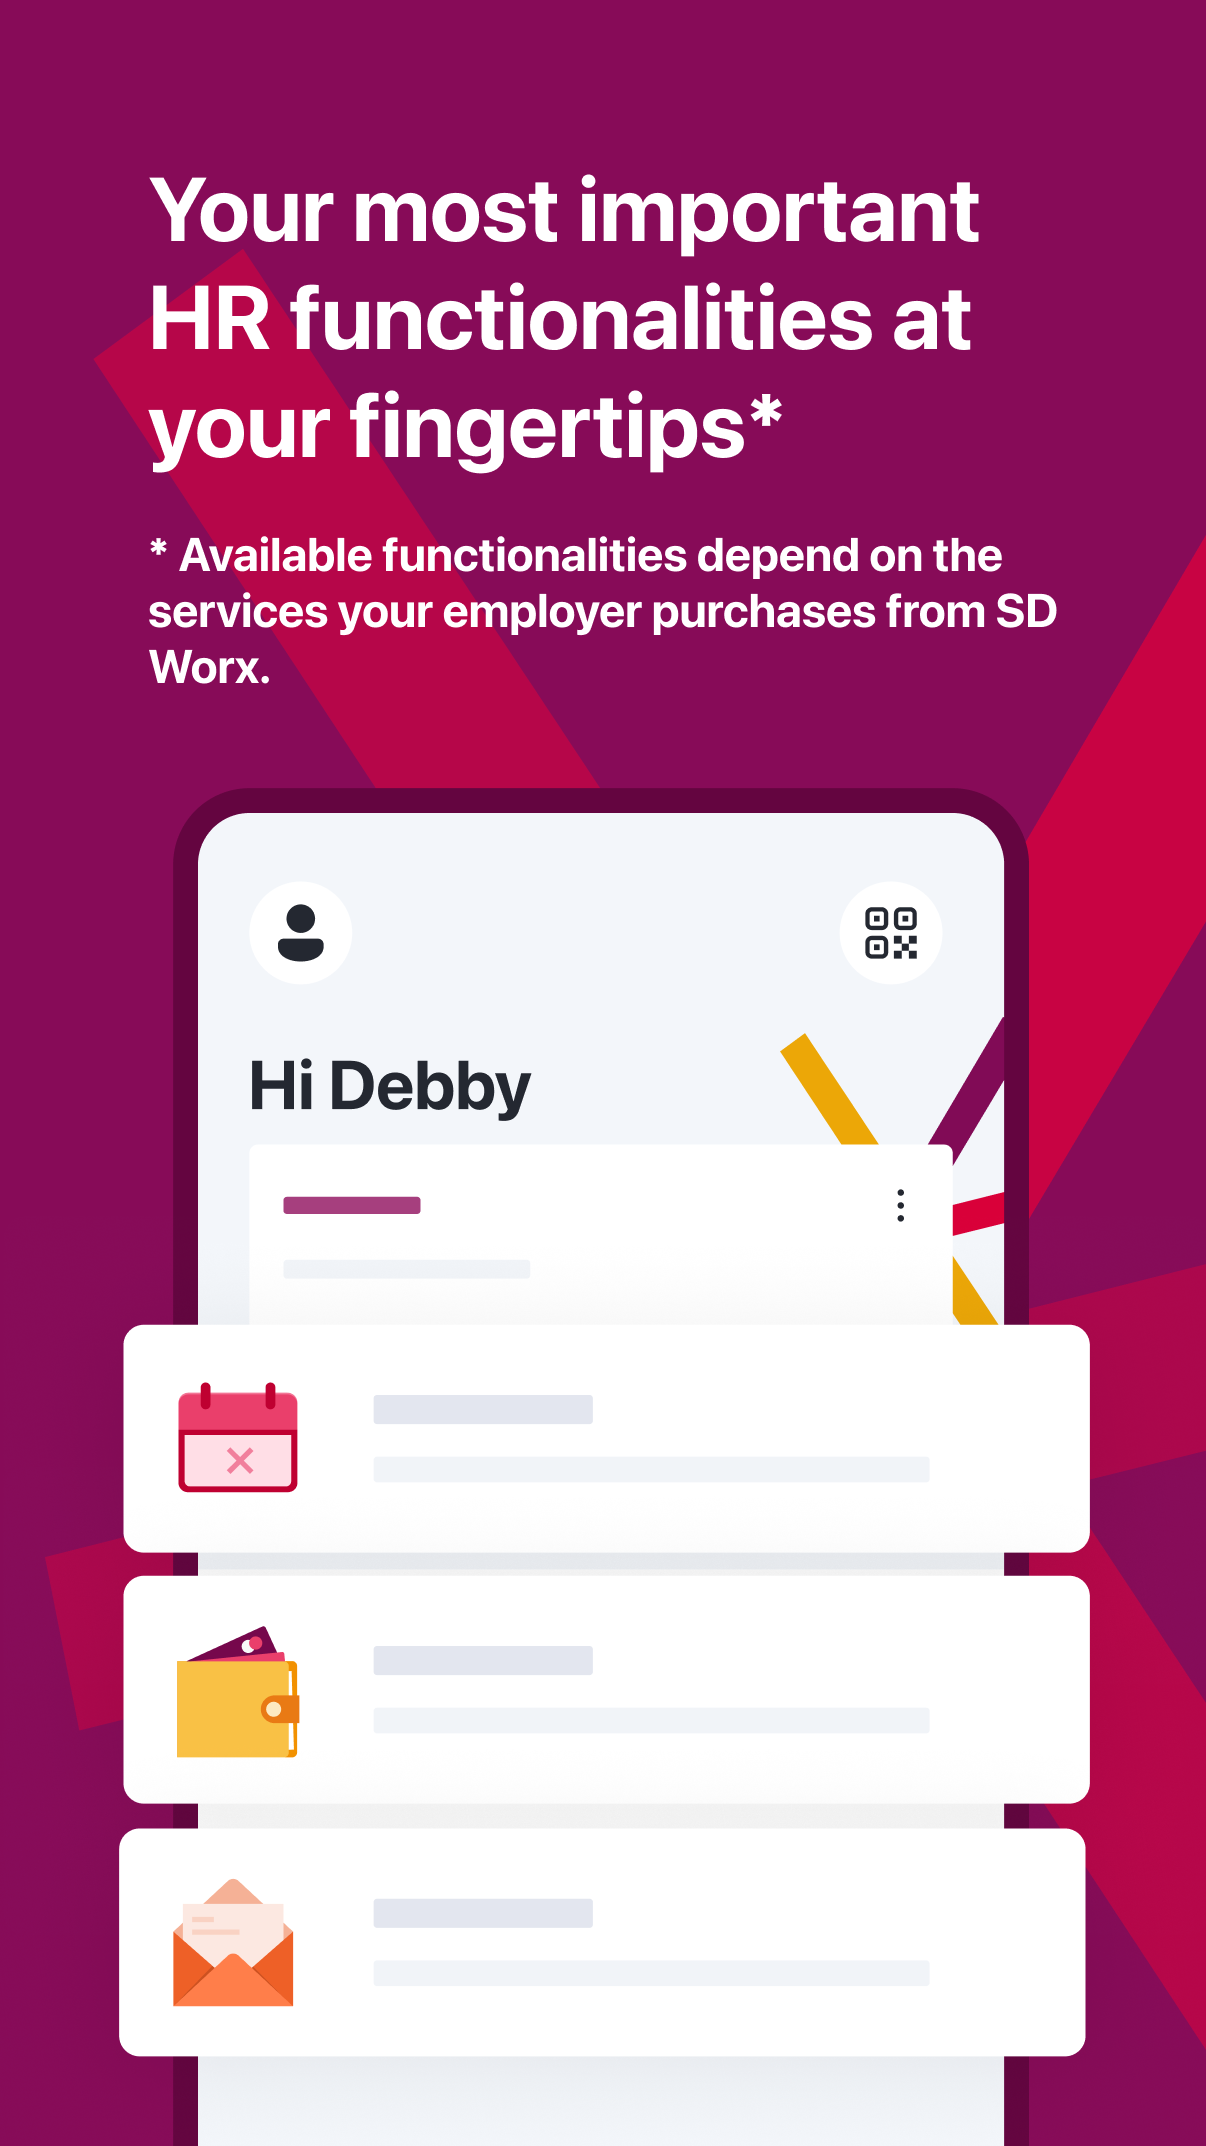 Your most important
HR functionalities at
your fingertips*
* Available functionalities depend on the
services your employer purchases from SD
Worx.
Hi Debby